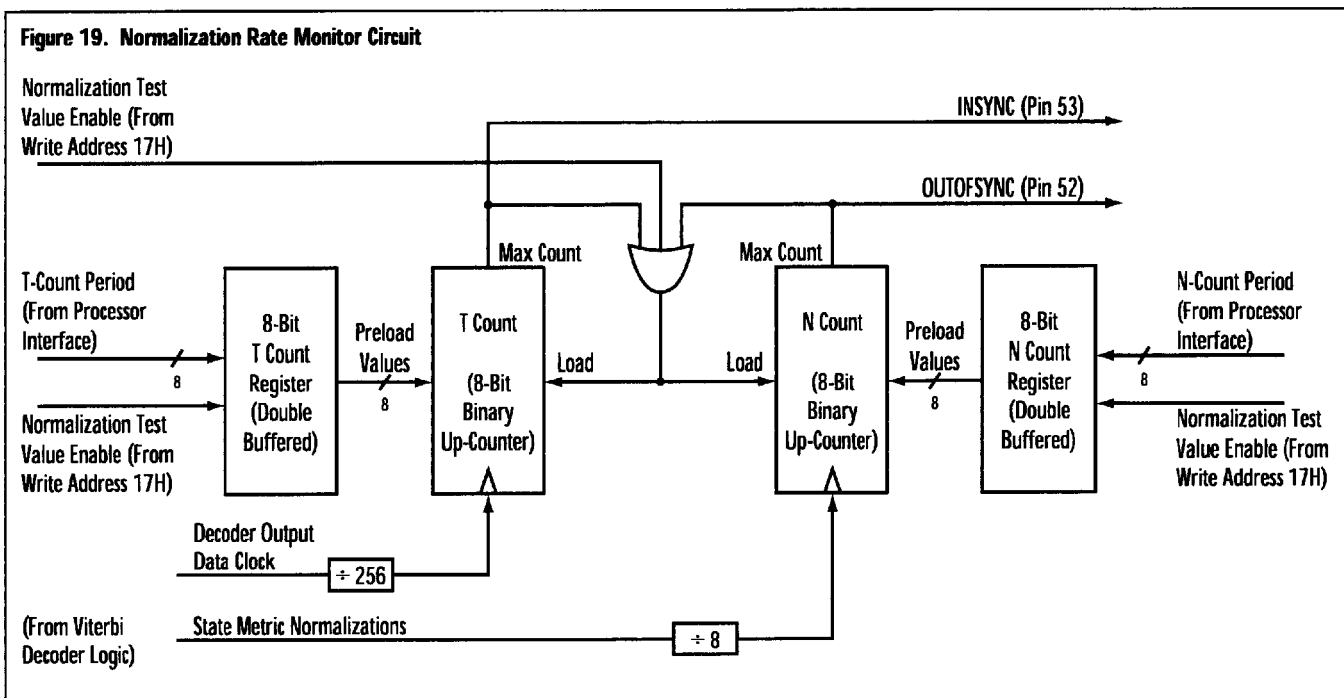 Figure 19. Normalization Rate Monitor Circuit
Normalization Test
Value Enable (From
Write Address 17H)
INSYNC (Pin 53)
OUTOFSYNC (Pin 52)
Max Count
Max Count
T-Count Period
(From Processor
Interface)
8
Normalization Test
Value Enable (From
Write Address 17H)
8-Bit
T Count
Register
(Double
Buffered)
Preload
Values
8
T Count
(8-Bit
Binary
Up-Counter)
Load
Load
N Count
(8-Bit
Binary
Up-Counter)
Preload
Values
8
8-Bit
N Count
Register
(Double
Buffered)
N-Count Period
(From Processor
Interface)
8
Normalization Test
Value Enable (From
Write Address 17H)
Decoder Output
Data Clock
÷ 256
(From Viterbi
Decoder Logic)
State Metric Normalizations
÷ 8